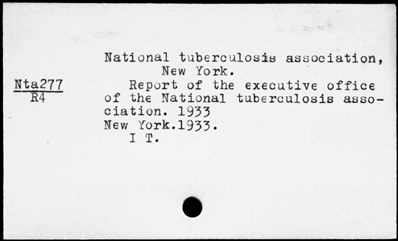 National tuberculosis association,
New York.
Nta277
R4
Report of the executive office
of the National tuberculosis asso-
ciation. 1933
New York.1933.
I T.